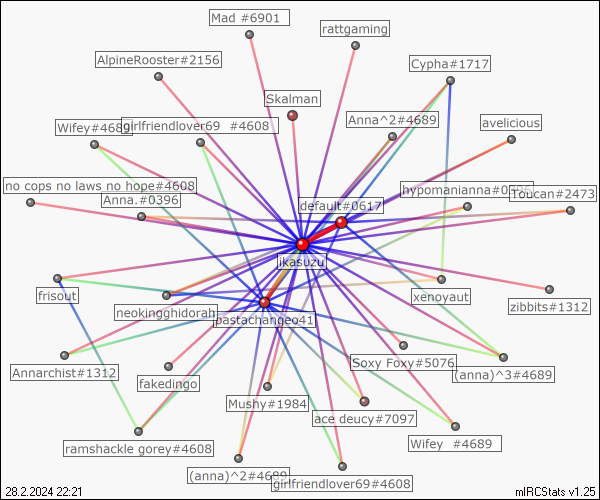 Mad #6901
rattgaming
AlpineRooster#2156
Cypha#1717
Skalman
Wifey#4689
girlfriendlover69 #4608
Anna^2#4689
avelicious
no cops no laws no hope#4608
hypomanianna#0396
Toucan#2473
Anna.#0396
default#0617
ikasuzu
frisout
neokingghidorah
xenoyaut
zibbits#1312
pastachangeo41
Annarchist#1312
fakedingo
Soxy Foxy#5076
(anna)^3#4689
Mushy#1984
ace deucy#7097
ramshackle gorey#4608
Wifey #4689
(anna)^2#4689
girlfriendlover69#4608
28.2.2024 22:21
mIRCStats v1.25